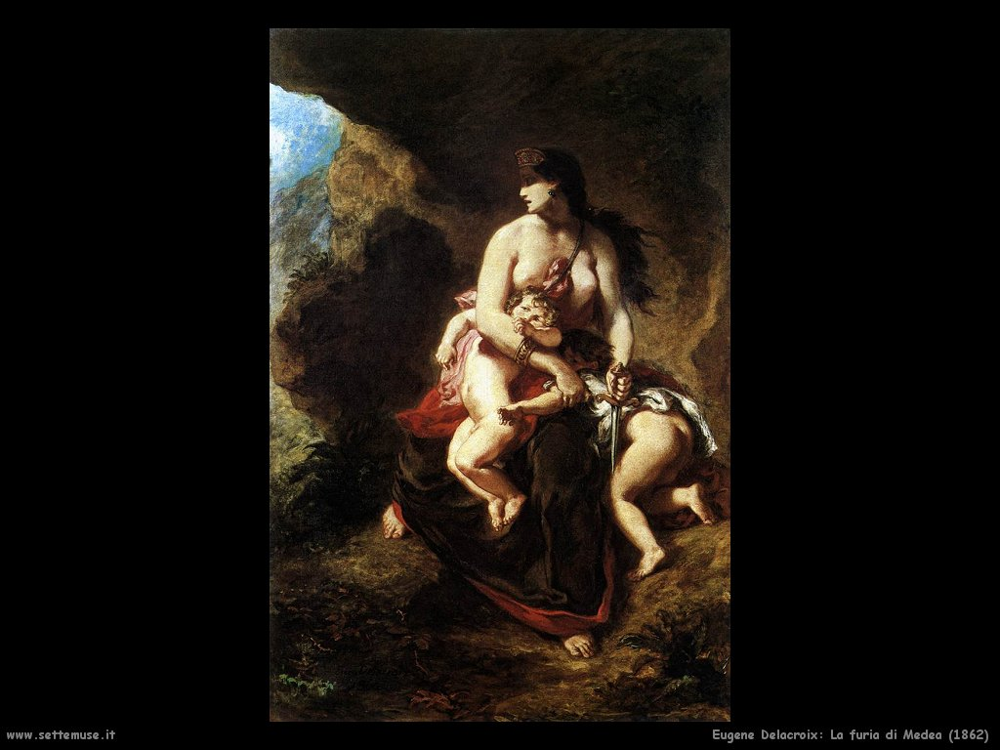 www.settemuse.it
Eugene Delacroix: La furia di Medea (1862)